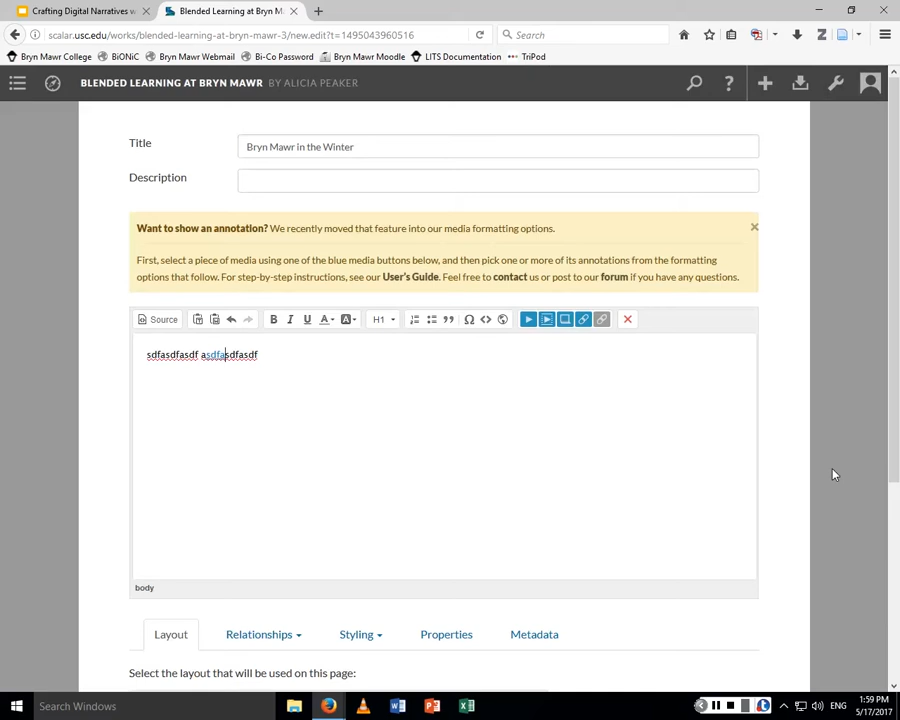 Crafting Digital Narratives w
Blended Learning at Bryn M
scalar.usc.edu/works/blended-learning-at-bryn-mawr-3/new.edit?t=1495043960516
Search
Bryn Mawr College
BiONiC
Bryn Mawr Webmail
Bi-Co Password
Bryn Mawr Moodle
LITS Documentation
TriPod
BLENDED LEARNING AT BRYN MAWR BY ALICIA PEAKER
Title
Bryn Mawr in the Winter
Description
Want to show an annotation? We recently moved that feature into our media formatting options.
First, select a piece of media using one of the blue media buttons below, and then pick one or more of its annotations from the formatting
options that follow. For step-by-step instructions, see our User's Guide. Feel free to contact us or post to our forum if you have any questions.
Source
B I U A A H1
sdfasdfasdf asdfasdfasdf
body
Layout
Relationships
Styling
Properties
Metadata
Select the layout that will be used on this page:
Search Windows
ENG
1:59 PM
5/17/2017